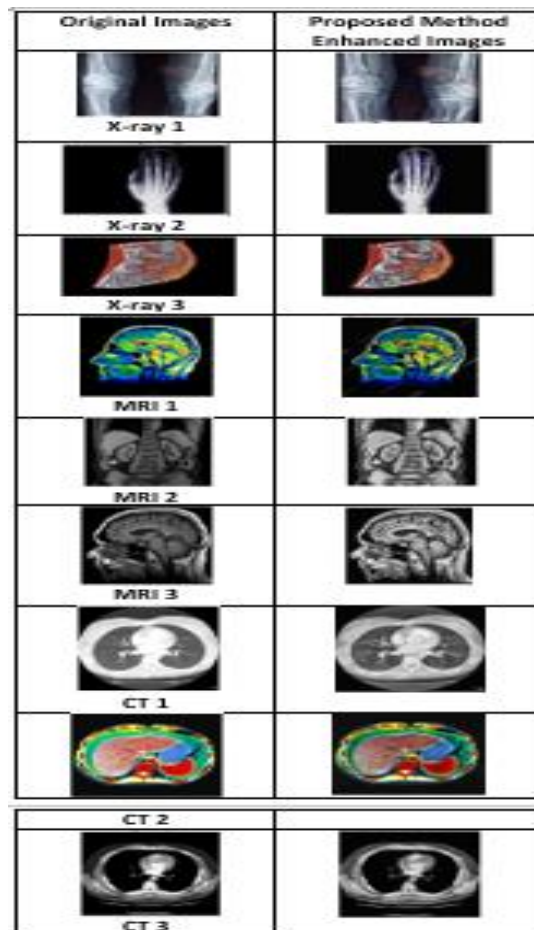 Original Images
Proposed Method
Enhanced Images
X-ray 1
X-ray 2
X-ray 3
MRI 1
MRI 2
MRI 3
CT 1
CT 2
CT 3